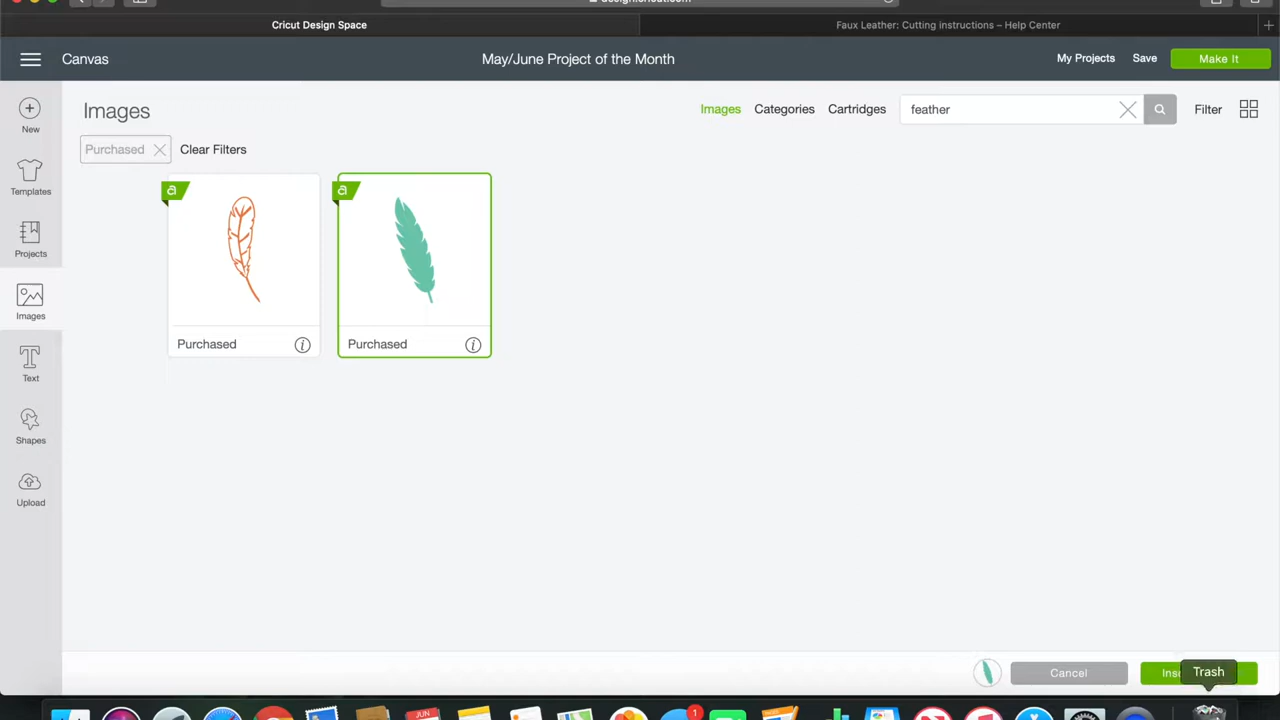 Cricut Design Space
Faux Leather: Cutting instructions – Help Center
Canvas
May/June Project of the Month
My Projects
Save
Make It
New
Templates
Projects
Images
Text
Shapes
Upload
Images
Images
Categories
Cartridges
feather
Filter
Purchased
Clear Filters
a
a
Purchased
Purchased
Cancel
Trash
JUN
1